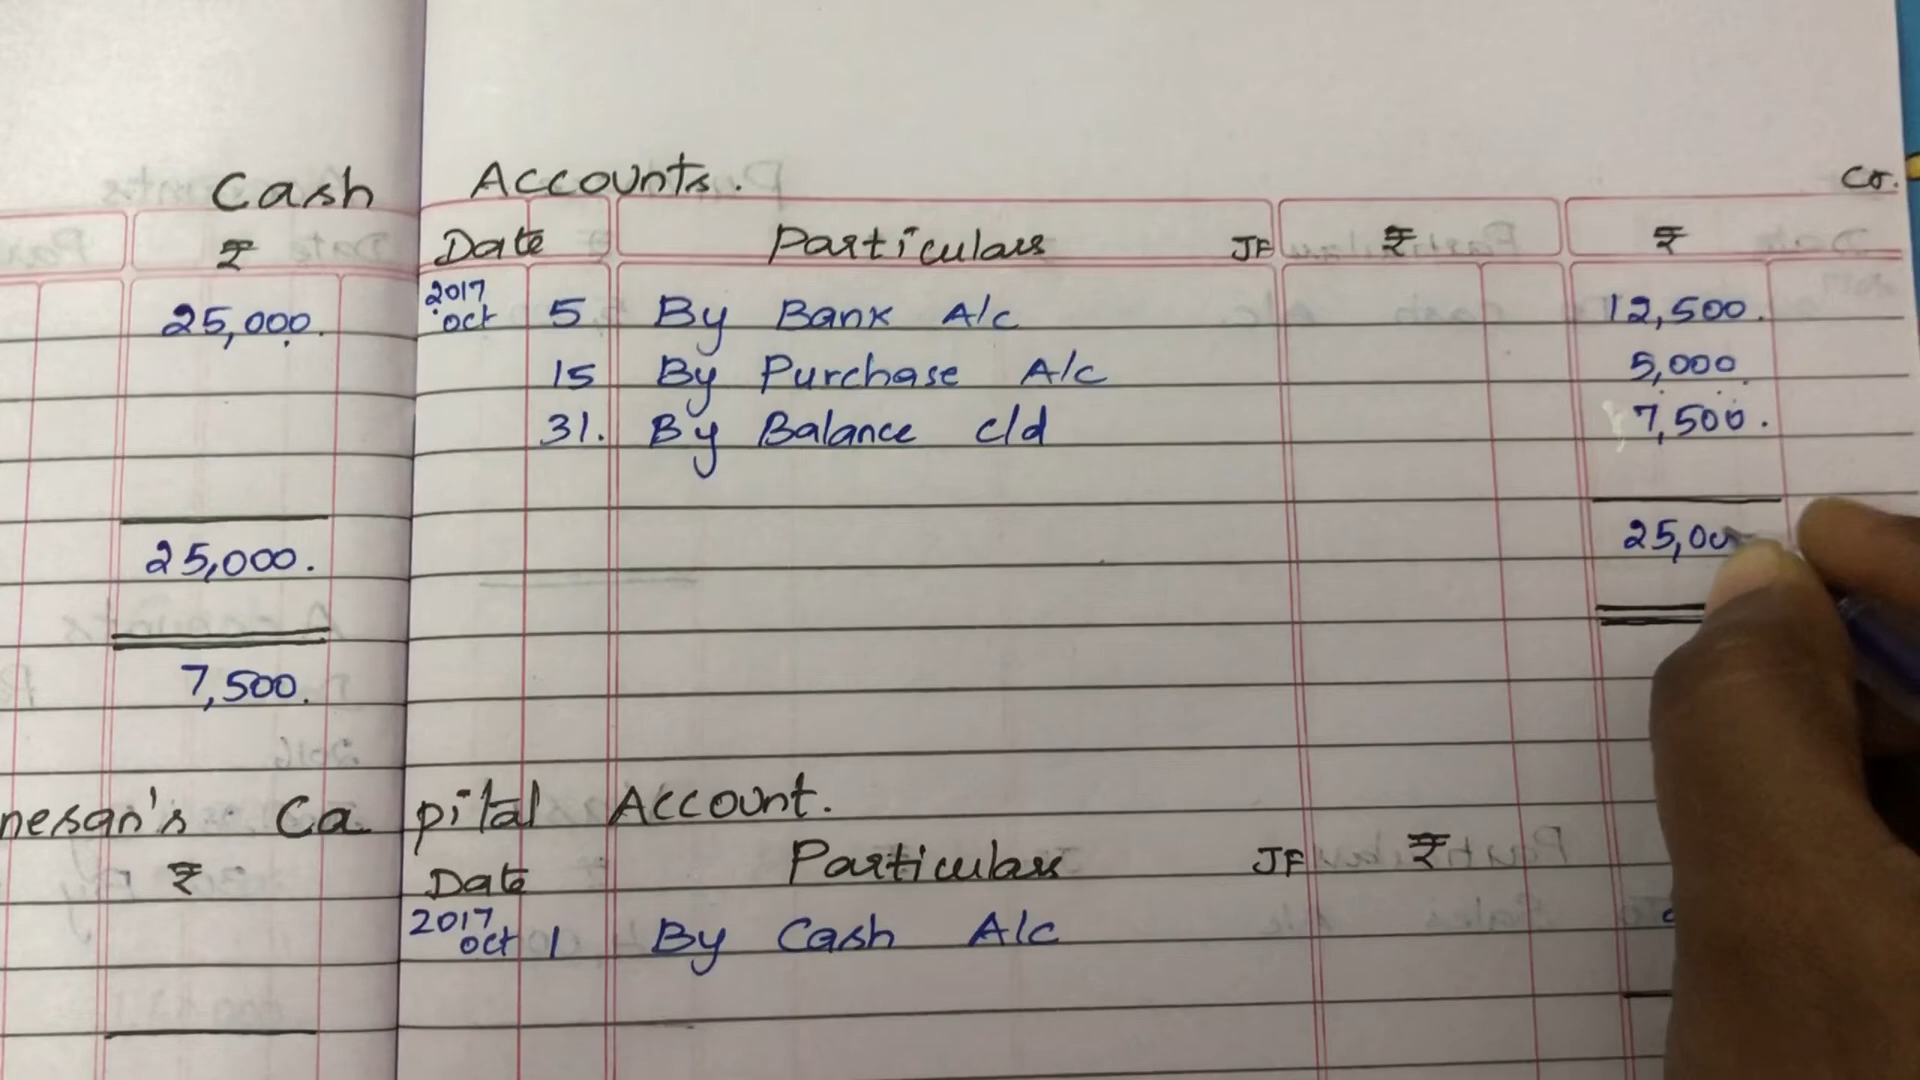 Cash Accounts.
Cr.
₹ Date Particulars JF ₹ ₹
25,000. 2017 Oct 5 By Bank A/c 12,500.
15 By Purchase A/c 5,000
31. By Balance c/d 7,500.
25,000. 25,00
7,500.
nesan's Capital Account.
₹ Date Particulars JF ₹
2017 Oct 1 By Cash A/c